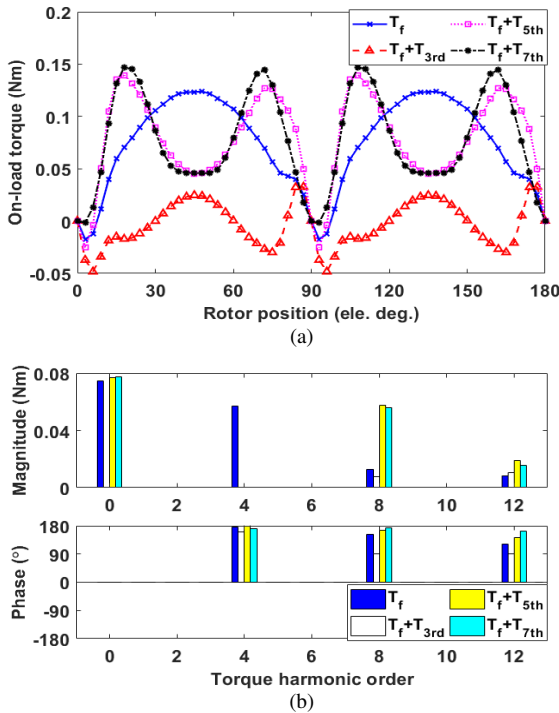 T_f
T_f+T_5th
T_f+T_3rd
T_f+T_7th
0.20
0.15
0.10
0.05
0
-0.05
On-load torque (Nm)
0 30 60 90 120 150 180
Rotor position (ele. deg.)
(a)
0.08
0.04
0
Magnitude (Nm)
0 2 4 6 8 10 12
180
90
0
-90
-180
Phase (°)
T_f
T_f+T_5th
T_f+T_3rd
T_f+T_7th
0 2 4 6 8 10 12
Torque harmonic order
(b)